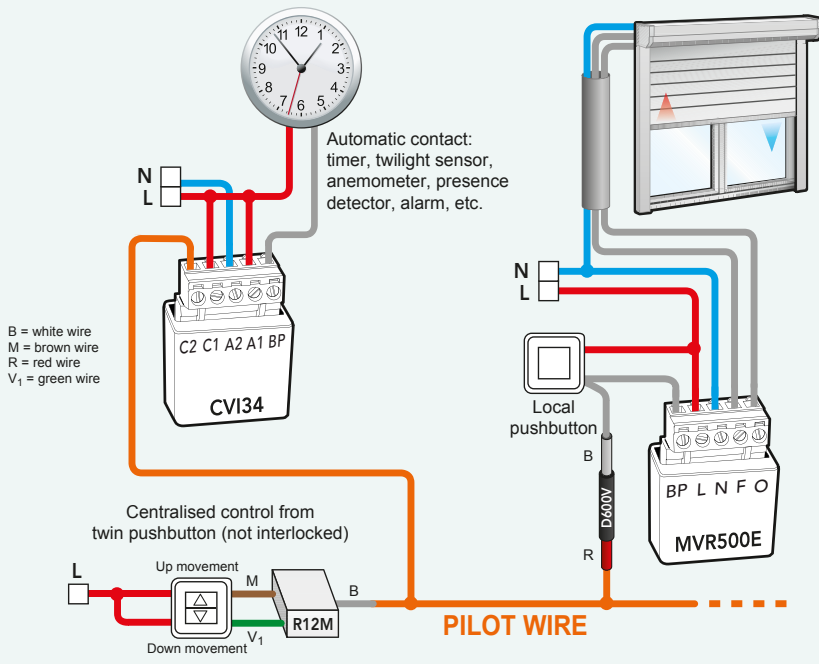 11 12 1
10 2
9 3
8 4
7 6 5
Automatic contact:
timer, twilight sensor,
anemometer, presence
detector, alarm, etc.
N
L
B = white wire
M = brown wire
R = red wire
V1 = green wire
C2 C1 A2 A1 BP
CVI34
N
L
Local
pushbutton
B
D600V
R
BP L N F O
MVR500E
Centralised control from
twin pushbutton (not interlocked)
L
Up movement
M
V1
Down movement
R12M
B
PILOT WIRE